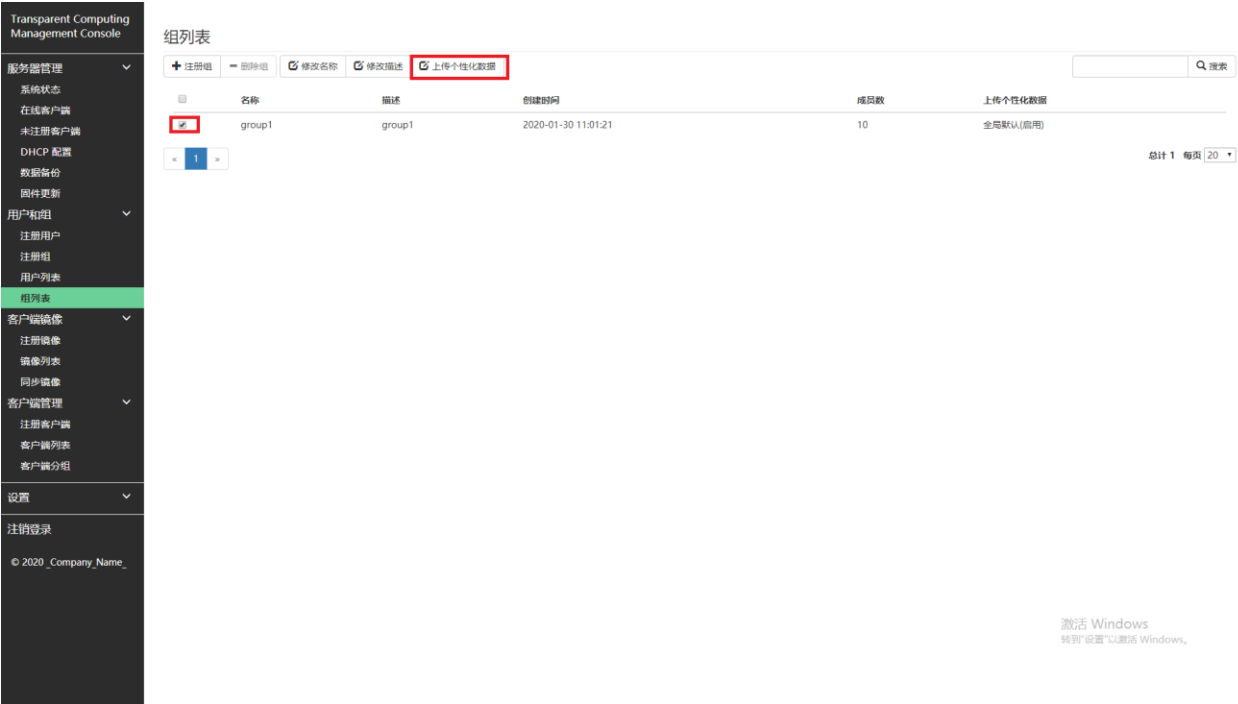 Transparent Computing
Management Console
服务器管理
系统状态
在线客户端
未注册客户端
DHCP 配置
数据备份
固件更新
用户和组
注册用户
注册组
用户列表
组列表
客户端镜像
注册镜像
镜像列表
同步镜像
客户端管理
注册客户端
客户端列表
客户端分组
设置
注销登录
© 2020 _Company_Name_
组列表
注册组 删除组 修改名称 修改描述 上传个性化数据 搜索
名称 描述 创建时间 成员数 上传个性化数据
group1 group1 2020-01-30 11:01:21 10 全局默认(启用)
« 1 » 总计 1 每页 20
激活 Windows
转到"设置"以激活 Windows。